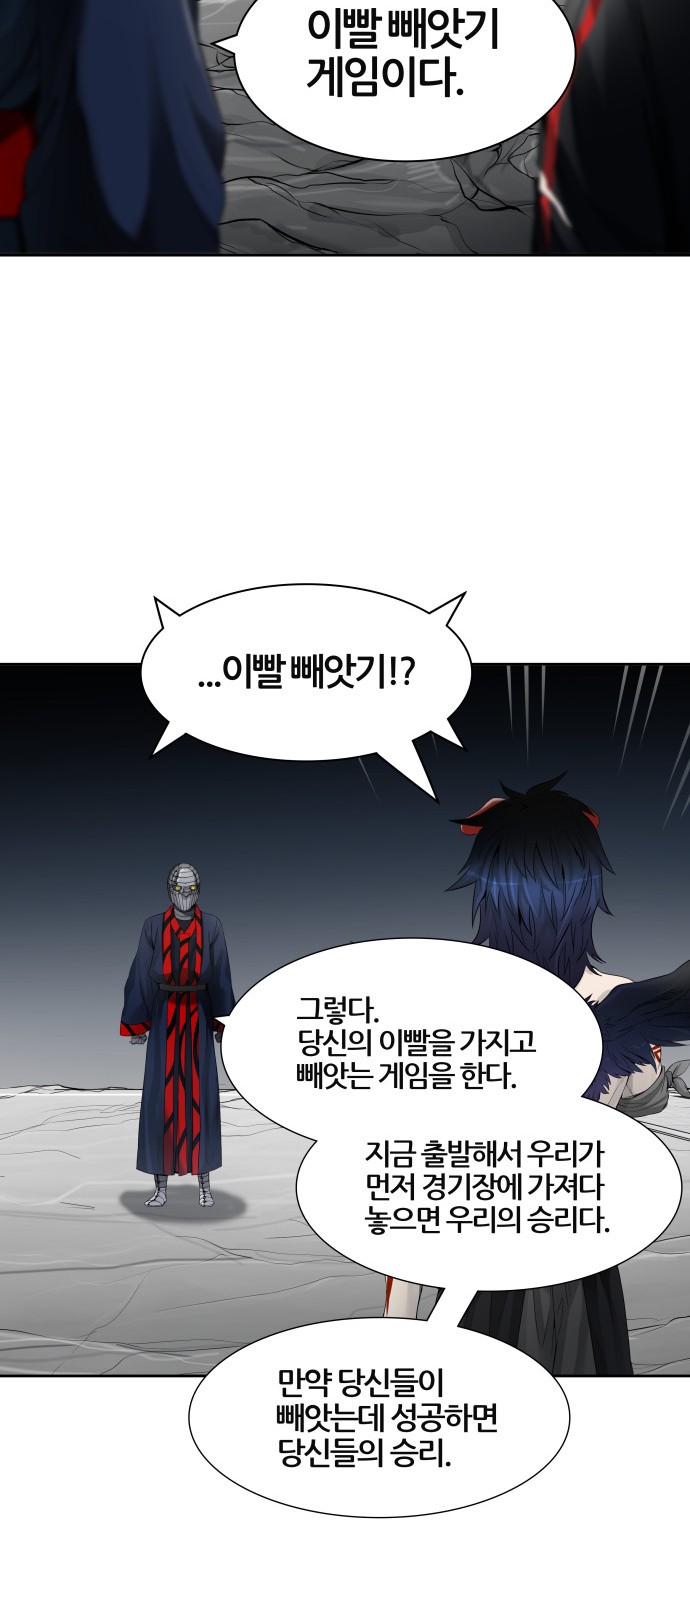 이빨 빼앗기
게임이다.
...이빨 빼앗기!?
그렇다.
당신의 이빨을 가지고
빼앗는 게임을 한다.
지금 출발해서 우리가
먼저 경기장에 가져다
놓으면 우리의 승리다.
만약 당신들이
빼앗는데 성공하면
당신들의 승리.